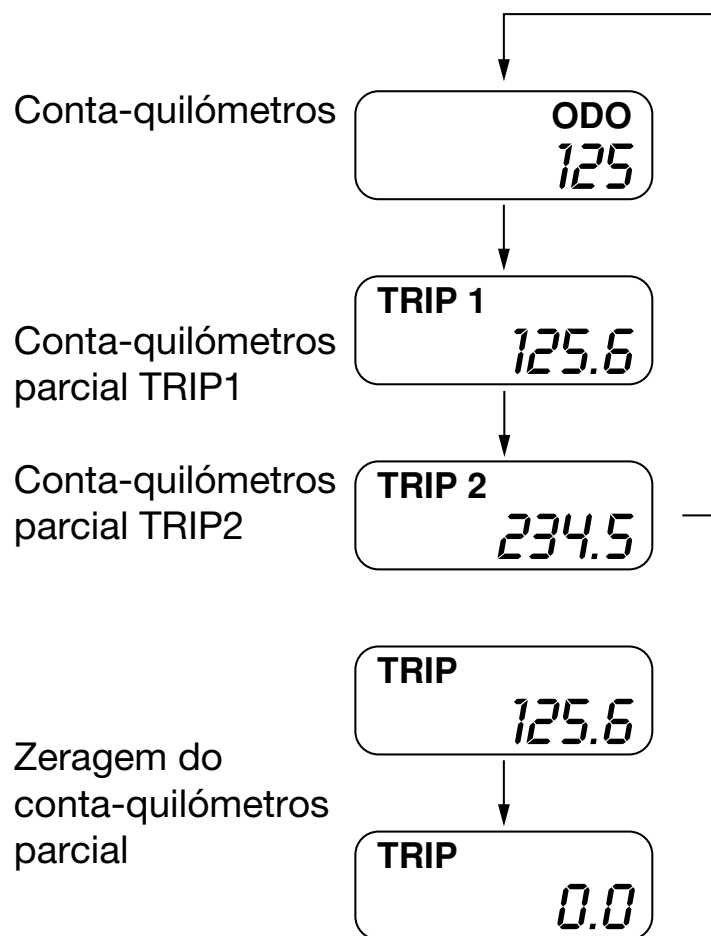 Conta-quilómetros
ODO
125
TRIP 1
125.6
Conta-quilómetros
parcial TRIP1
TRIP 2
234.5
Conta-quilómetros
parcial TRIP2
TRIP
125.6
Zeragem do
conta-quilómetros
parcial
TRIP
0.0